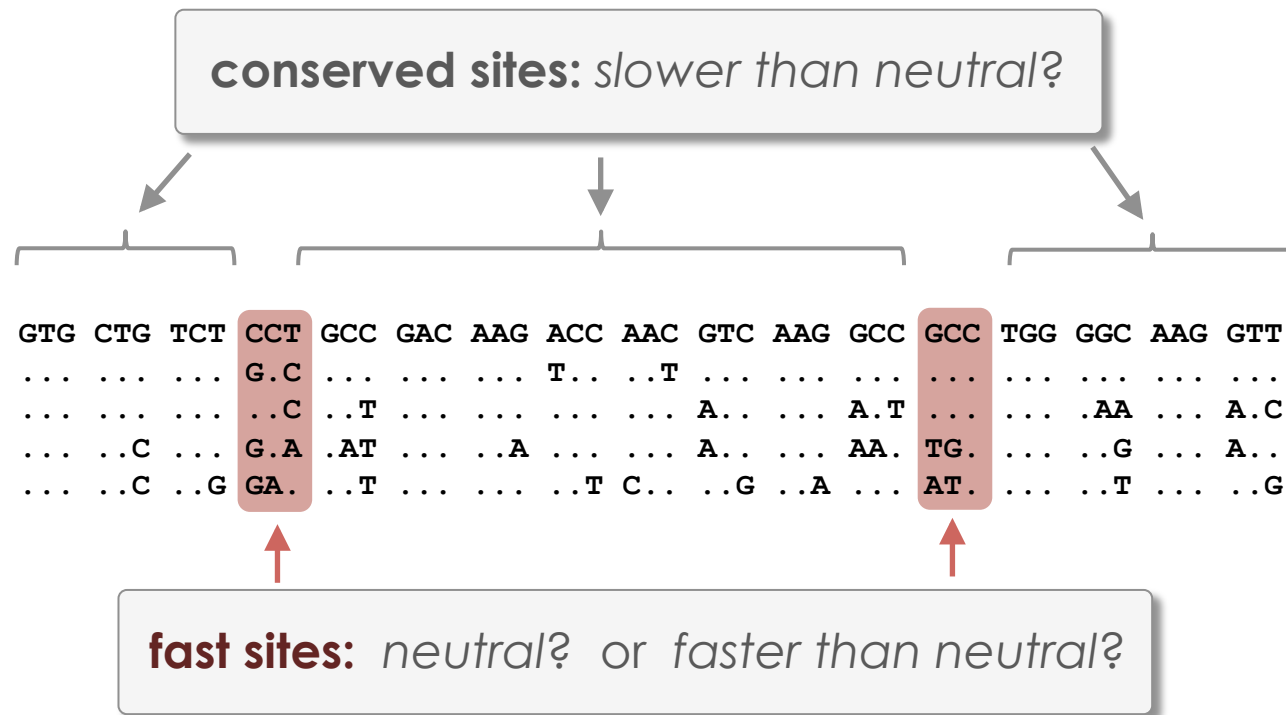 conserved sites: slower than neutral?
GTG CTG TCT CCT GCC GAC AAG ACC AAC GTC AAG GCC GCC TGG GGC AAG GTT
... ... ... G.C ... ... ... T.. ..T ... ... ... ... ... ... ... ...
... ... ... ..C ..T ... ... ... ... A.. ... A.T ... ... .AA ... A.C
... ..C ... G.A .AT ... ..A ... ... A.. ... AA. TG. ... ..G ... A..
... ..C ..G GA. ..T ... ... ..T C.. ..G ..A ... AT. ... ..T ... ..G
fast sites: neutral? or faster than neutral?